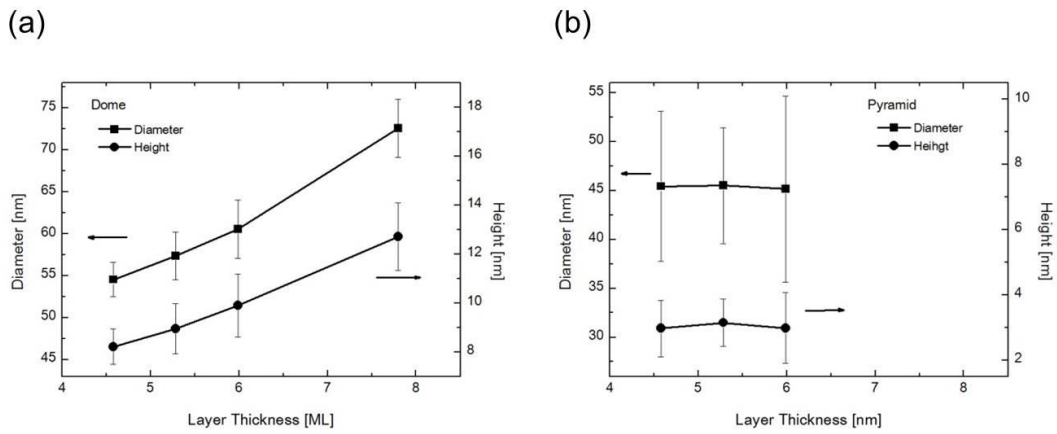 (a)
(b)
Dome
Diameter
Height
75
70
65
60
55
50
45
18
16
14
12
10
8
4
5
6
7
8
Diameter [nm]
Height [nm]
Layer Thickness [ML]
Pyramid
Diameter
Heihgt
55
50
45
40
35
30
10
8
6
4
2
4
5
6
7
8
Diameter [nm]
Height [nm]
Layer Thickness [nm]